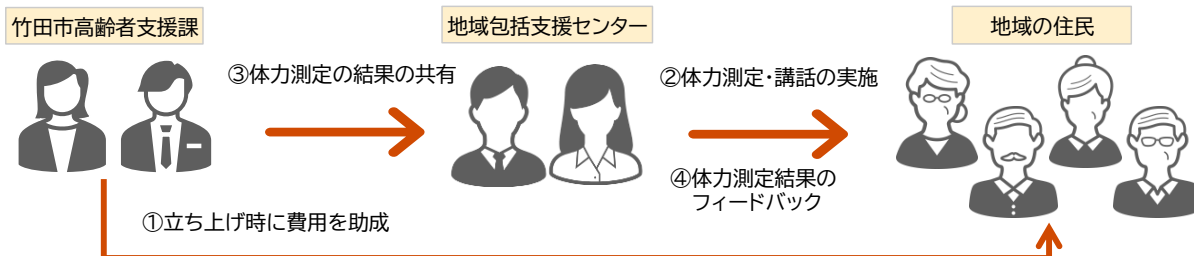 竹田市高齢者支援課
地域包括支援センター
地域の住民
③体力測定の結果の共有
②体力測定・講話の実施
④体力測定結果の
フィードバック
①立ち上げ時に費用を助成